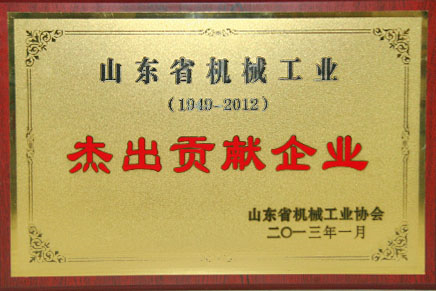 山东省机械工业
(1949-2012)
杰出贡献企业
山东省机械工业协会
二〇一三年一月